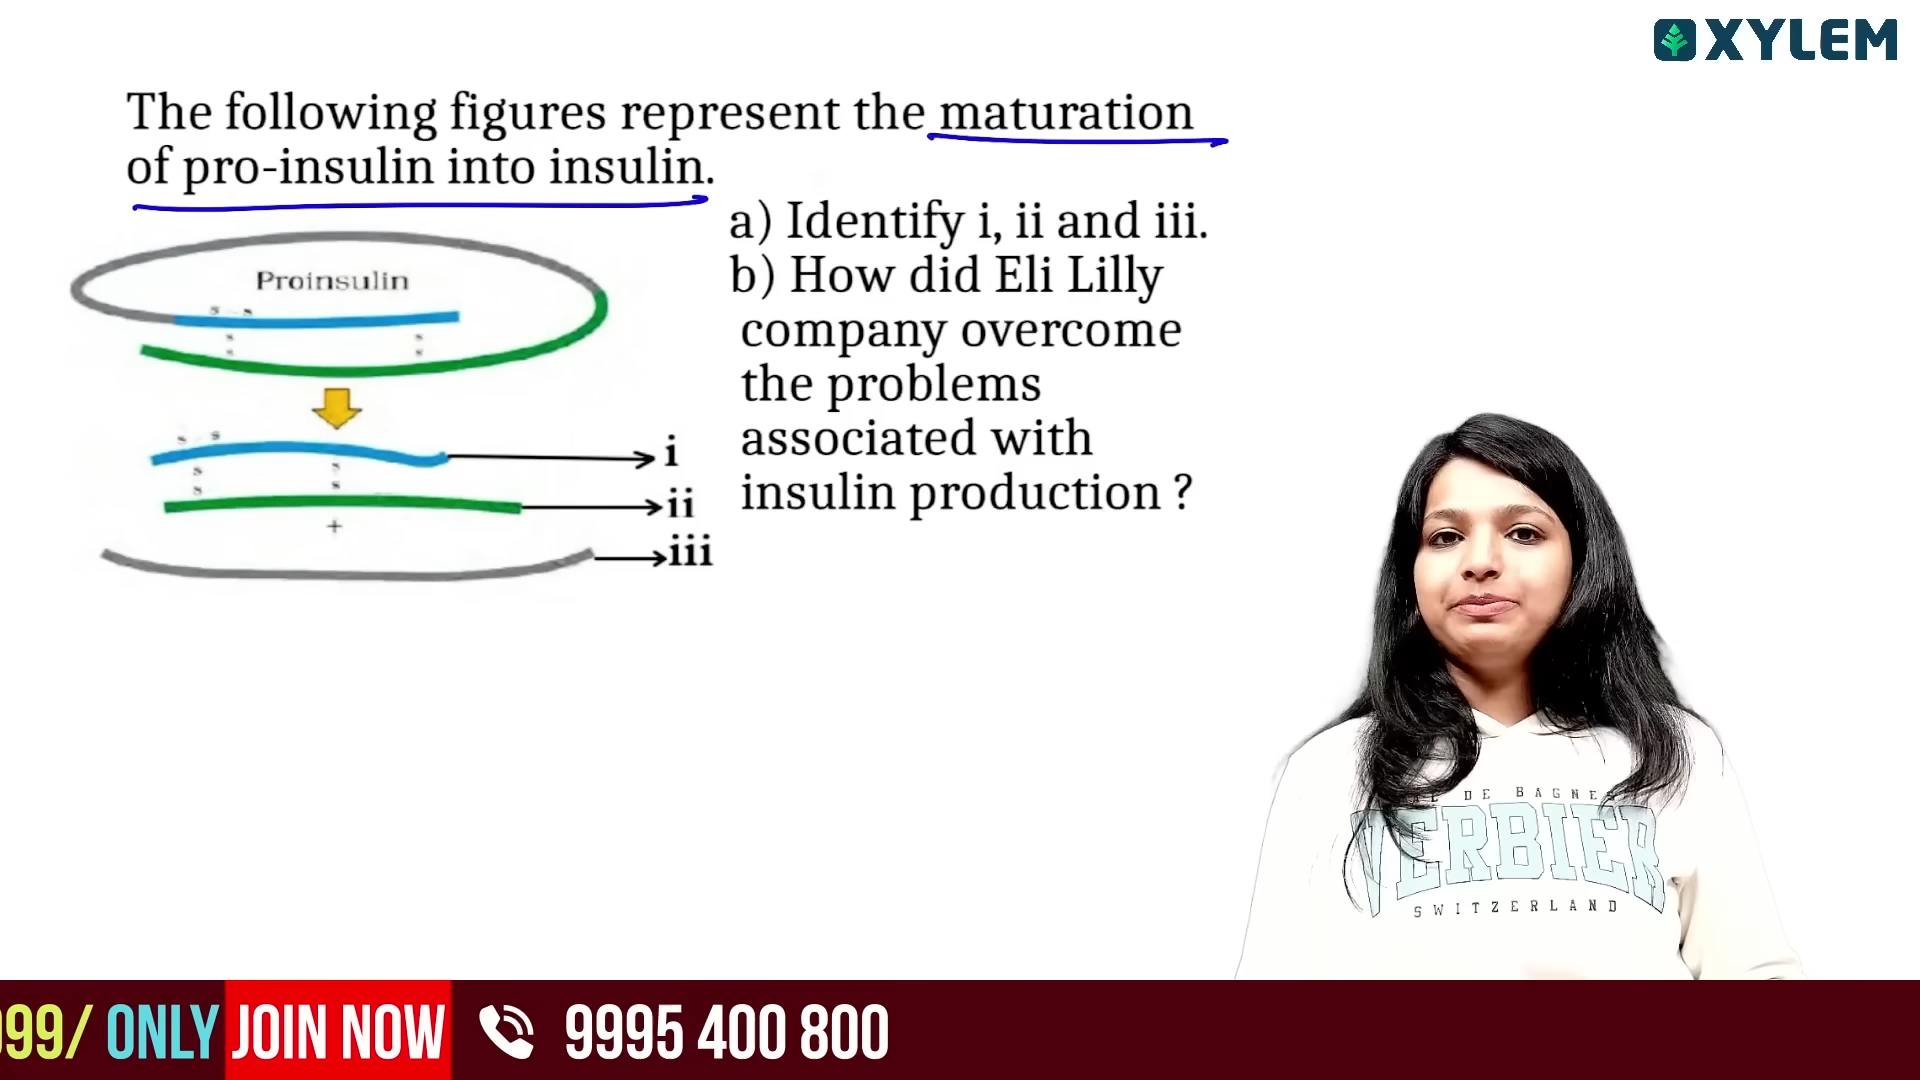 XYLEM
The following figures represent the maturation
of pro-insulin into insulin.
a) Identify i, ii and iii.
b) How did Eli Lilly
company overcome
the problems
associated with
insulin production ?
Proinsulin
s - s
s s
s s
s - s
i
s s
s s
ii
+
iii
DE BAGNES
VERBIER
SWITZERLAND
99/ ONLY JOIN NOW 9995 400 800